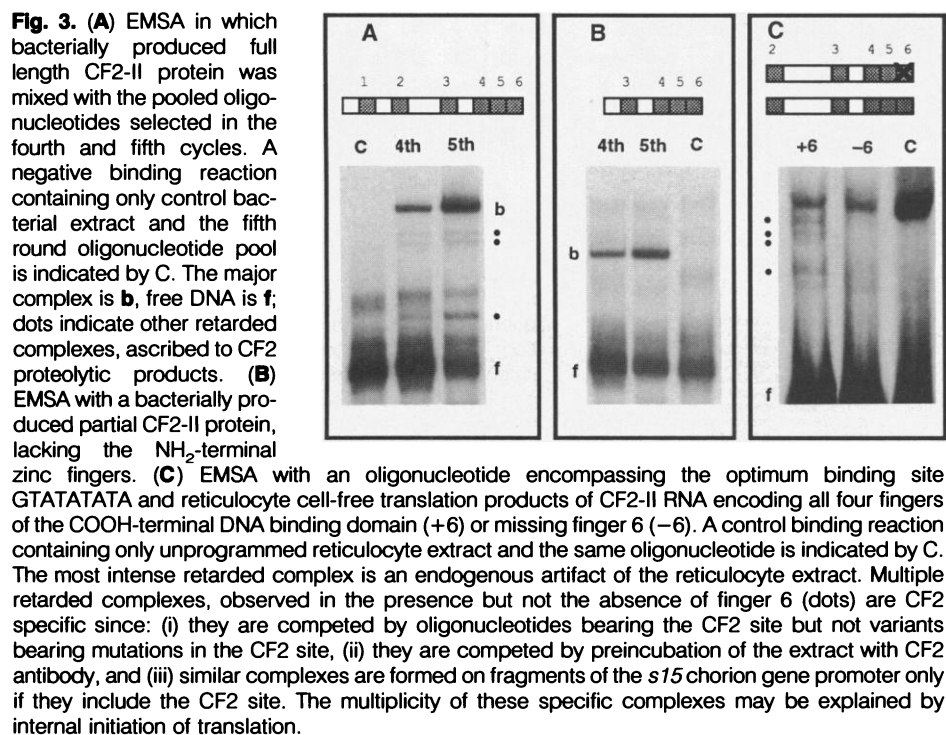 Fig. 3. (A) EMSA in which
bacterially produced full
length CF2-II protein was
mixed with the pooled oligo-
nucleotides selected in the
fourth and fifth cycles. A
negative binding reaction
containing only control bac-
terial extract and the fifth
round oligonucleotide pool
is indicated by C. The major
complex is b, free DNA is f;
dots indicate other retarded
complexes, ascribed to CF2
proteolytic products. (B)
EMSA with a bacterially pro-
duced partial CF2-II protein,
lacking the NH2-terminal
zinc fingers. (C) EMSA with an oligonucleotide encompassing the optimum binding site
GTATATATA and reticulocyte cell-free translation products of CF2-II RNA encoding all four fingers
of the COOH-terminal DNA binding domain (+6) or missing finger 6 (−6). A control binding reaction
containing only unprogrammed reticulocyte extract and the same oligonucleotide is indicated by C.
The most intense retarded complex is an endogenous artifact of the reticulocyte extract. Multiple
retarded complexes, observed in the presence but not the absence of finger 6 (dots) are CF2
specific since: (i) they are competed by oligonucleotides bearing the CF2 site but not variants
bearing mutations in the CF2 site, (ii) they are competed by preincubation of the extract with CF2
antibody, and (iii) similar complexes are formed on fragments of the s15 chorion gene promoter only
if they include the CF2 site. The multiplicity of these specific complexes may be explained by
internal initiation of translation.
A
1 2 3 4 5 6
C 4th 5th
b
f
B
3 4 5 6
4th 5th C
b
f
C
2 3 4 5 6
+6 −6 C
f